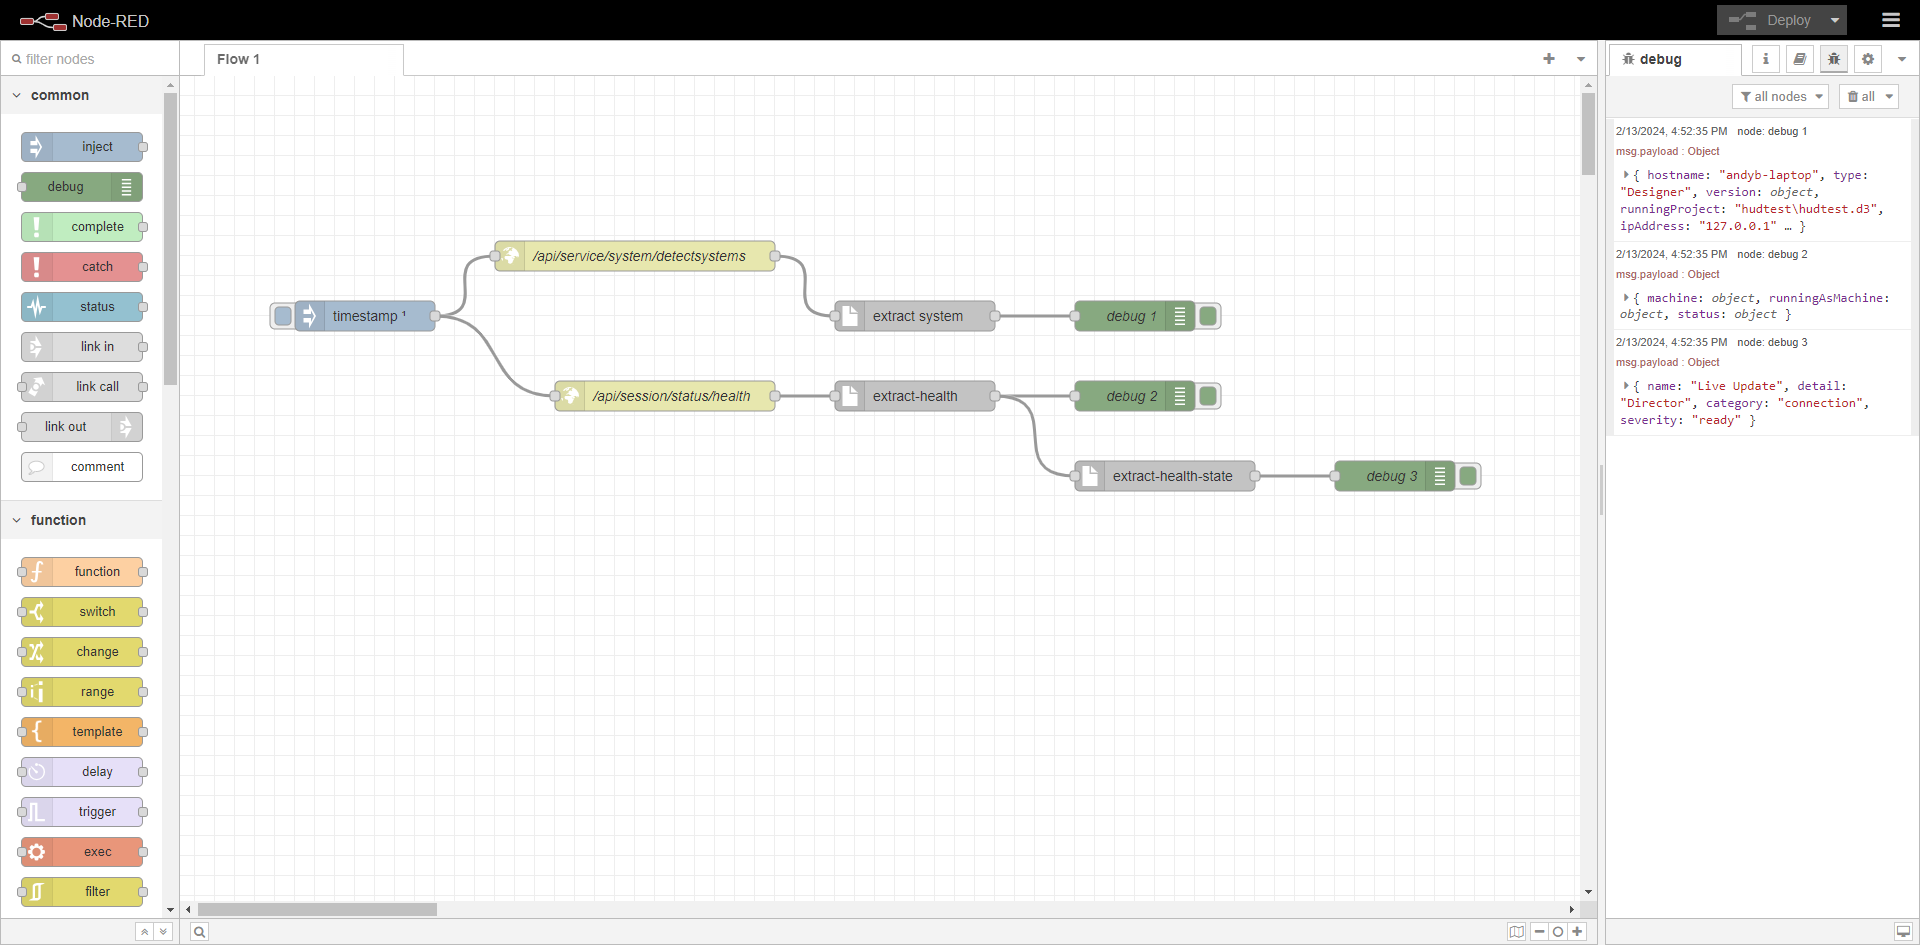 Node-RED
Deploy
filter nodes
Flow 1
debug
i
all nodes
all
common
inject
debug
complete
catch
status
link in
link call
link out
comment
function
function
switch
change
range
template
delay
trigger
exec
filter
/api/service/system/detectsystems
timestamp ¹
extract system
debug 1
/api/session/status/health
extract-health
debug 2
extract-health-state
debug 3
2/13/2024, 4:52:35 PM node: debug 1
msg.payload : Object
{ hostname: "andyb-laptop", type:
"Designer", version: object,
runningProject: "hudtest\hudtest.d3",
ipAddress: "127.0.0.1" … }
2/13/2024, 4:52:35 PM node: debug 2
msg.payload : Object
{ machine: object, runningAsMachine:
object, status: object }
2/13/2024, 4:52:35 PM node: debug 3
msg.payload : Object
{ name: "Live Update", detail:
"Director", category: "connection",
severity: "ready" }